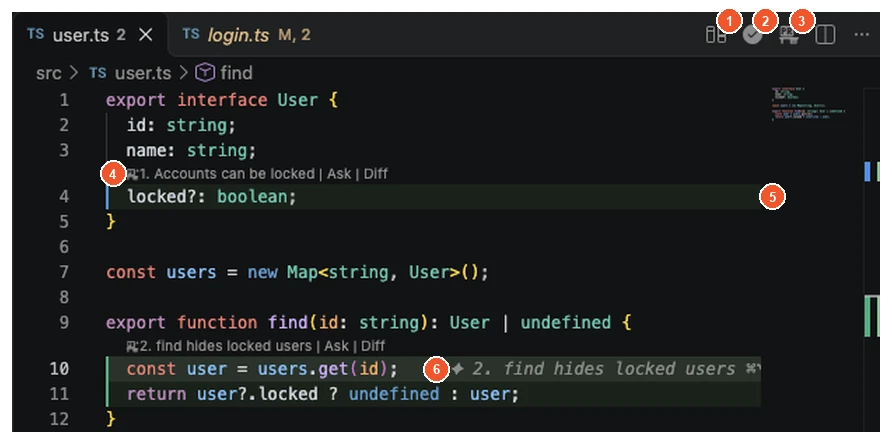 TS user.ts 2 TS login.ts M, 2 1 2 3
src > TS user.ts > find
1 export interface User {
2 id: string;
3 name: string;
4 1. Accounts can be locked | Ask | Diff
4 locked?: boolean; 5
5 }
6
7 const users = new Map<string, User>();
8
9 export function find(id: string): User | undefined {
2. find hides locked users | Ask | Diff
10 const user = users.get(id); 6 2. find hides locked users ⌘
11 return user?.locked ? undefined : user;
12 }